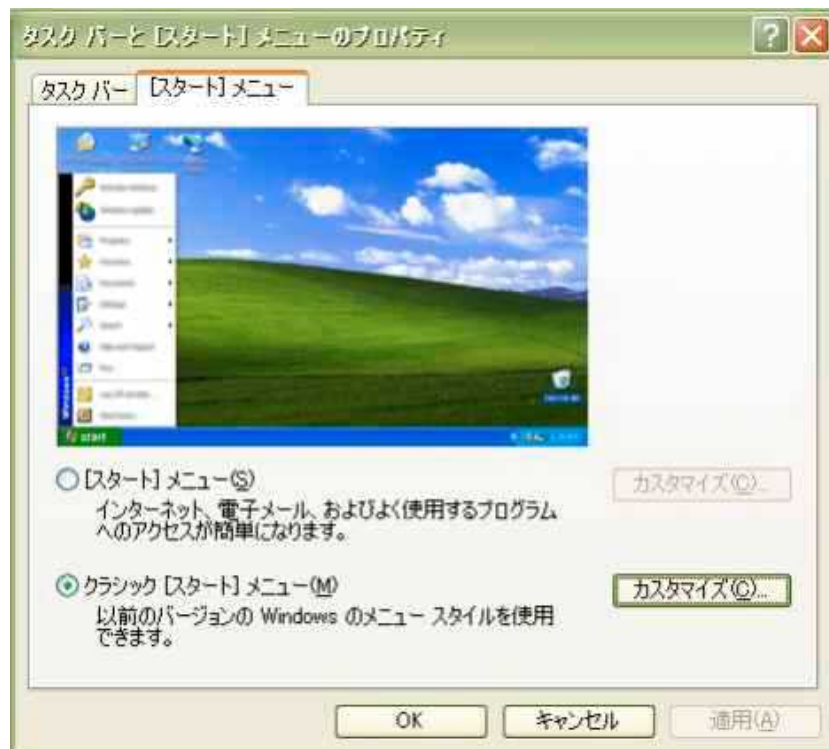 タスク バーと [スタート] メニューのプロパティ
タスク バー
[スタート] メニュー
start
[スタート] メニュー(S)
カスタマイズ(C)...
インターネット、電子メール、およびよく使用するプログラム
へのアクセスが簡単になります。
クラシック [スタート] メニュー(M)
カスタマイズ(C)...
以前のバージョンの Windows のメニュー スタイルを使用
できます。
OK
キャンセル
適用(A)